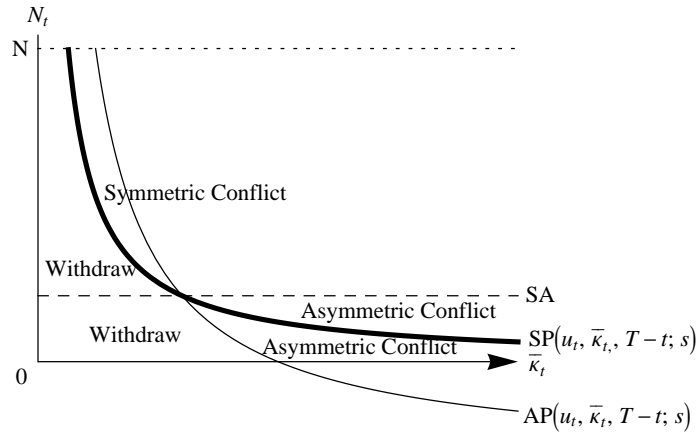 N_t
N
Symmetric Conflict
Withdraw
SA
Asymmetric Conflict
Withdraw
SP(u_t, κ̄_t,, T − t; s)
Asymmetric Conflict
κ̄_t
0
AP(u_t, κ̄_t, T − t; s)